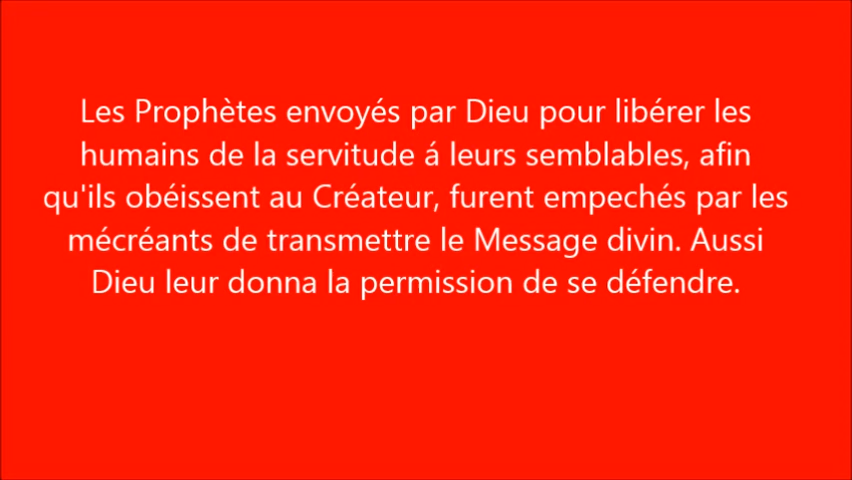 Les Prophètes envoyés par Dieu pour libérer les
humains de la servitude á leurs semblables, afin
qu'ils obéissent au Créateur, furent empechés par les
mécréants de transmettre le Message divin. Aussi
Dieu leur donna la permission de se défendre.